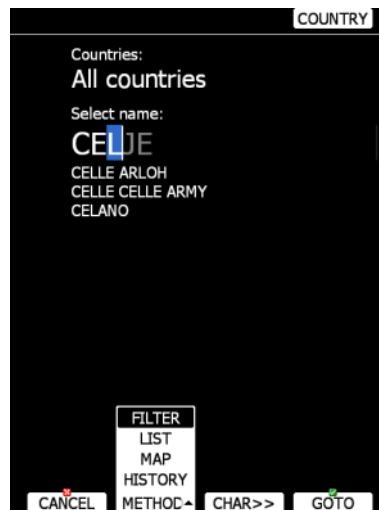 COUNTRY
Countries:
All countries
Select name:
CELJE
CELLE ARLOH
CELLE CELLE ARMY
CELANO
FILTER
LIST
MAP
HISTORY
CANCEL METHOD CHAR>> GOTO